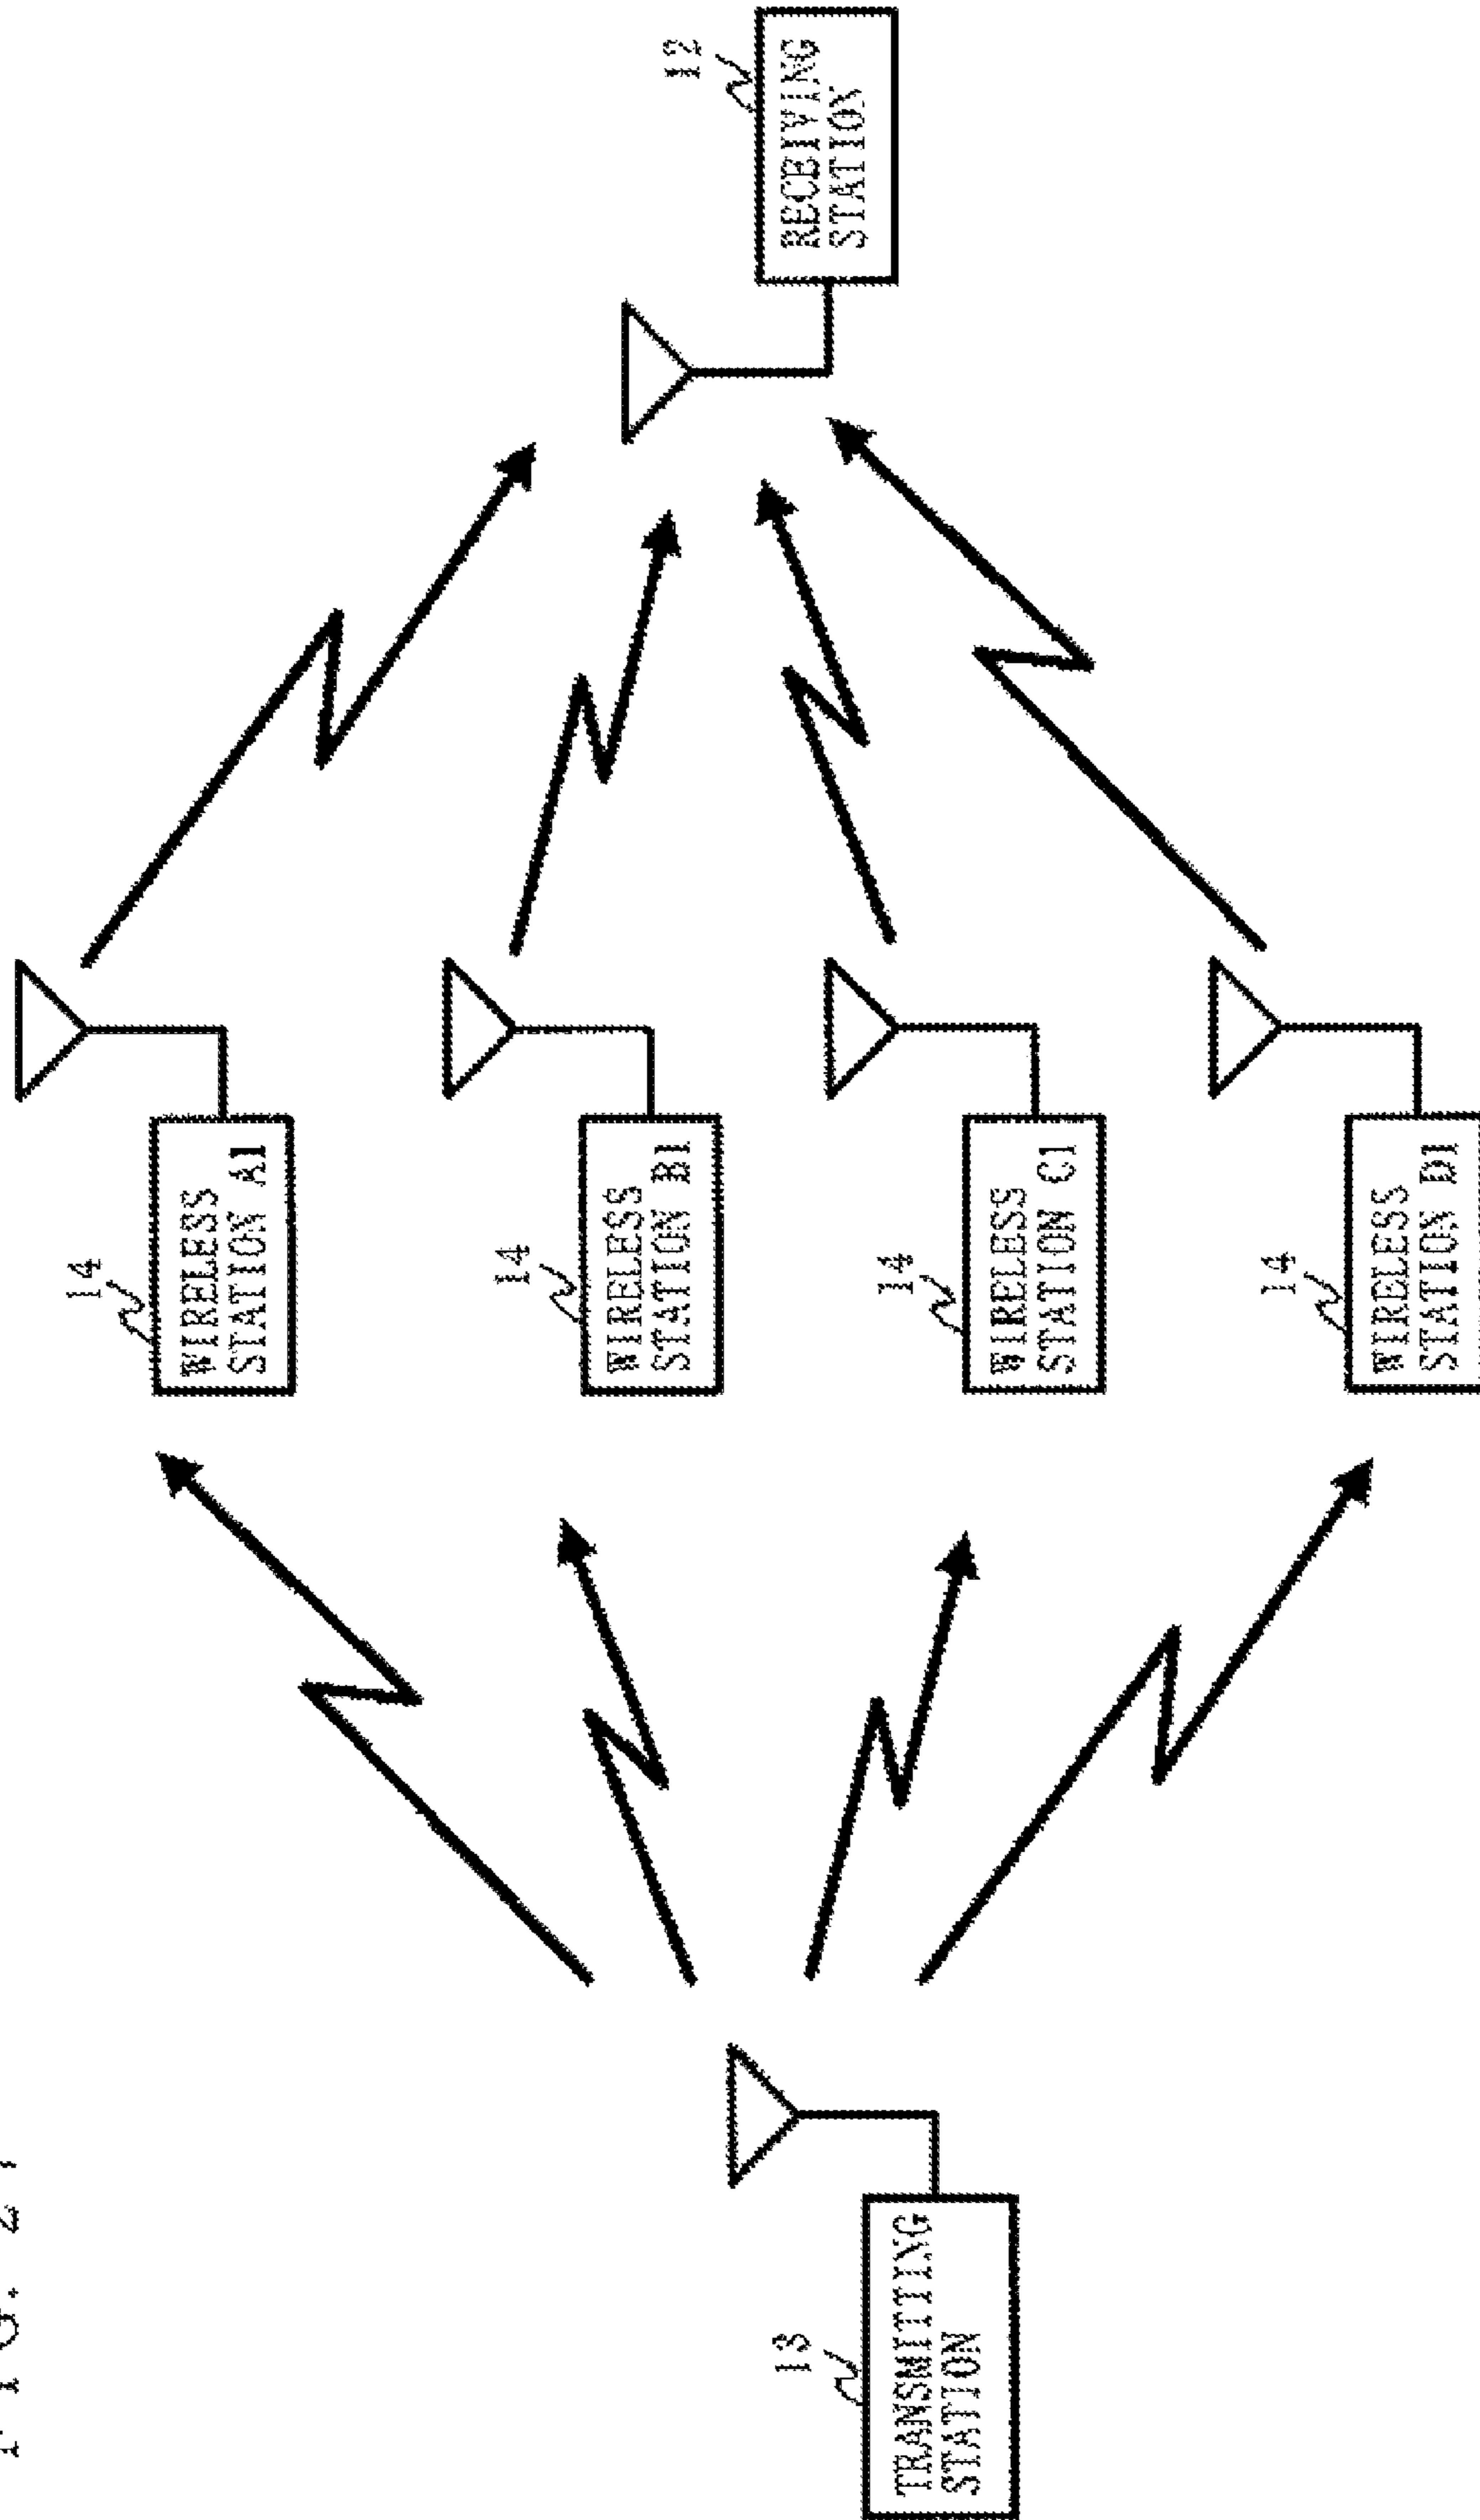 13
TRANSMITTING
STATION
14
WIRELESS
STATION A1
14
WIRELESS
STATION B1
14
WIRELESS
STATION C1
14
WIRELESS
STATION D1
12
RECEIVING
STATION